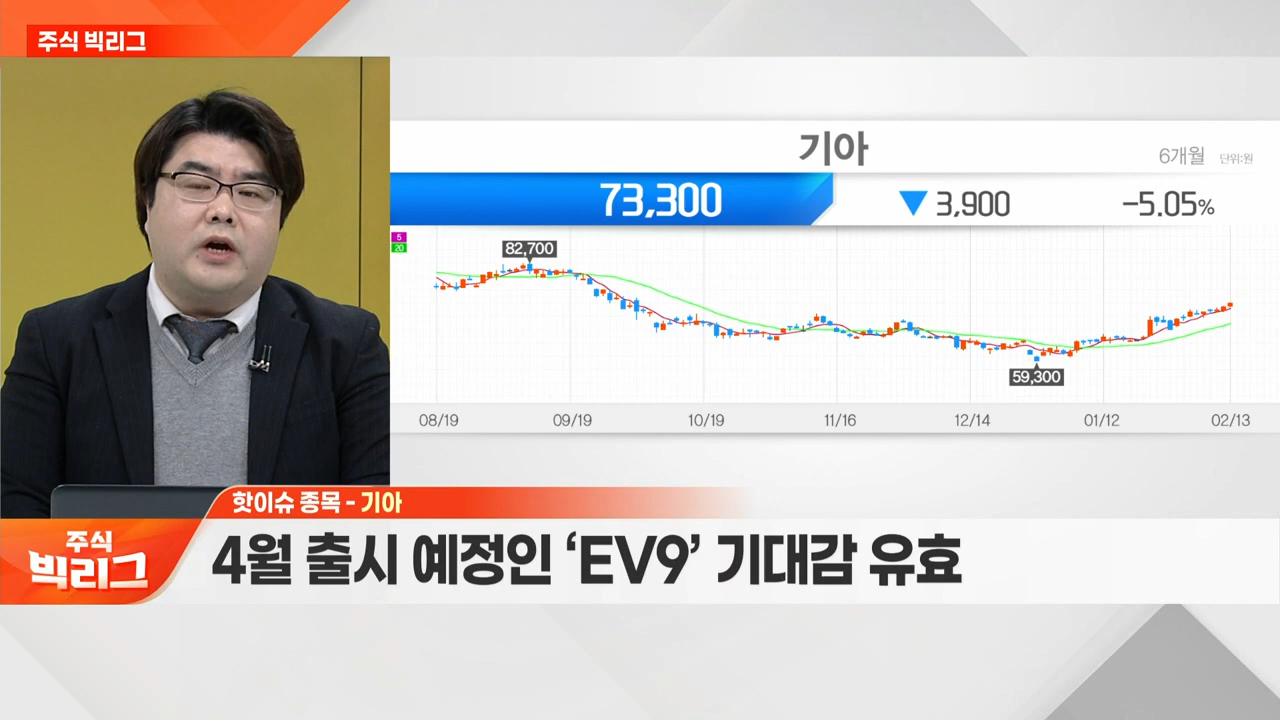 주식 빅리그
기아
6개월 단위:원
73,300 ▼ 3,900 -5.05%
5
20
82,700
59,300
08/19 09/19 10/19 11/16 12/14 01/12 02/13
핫이슈 종목 - 기아
주식
빅리그
4월 출시 예정인 ‘EV9’ 기대감 유효